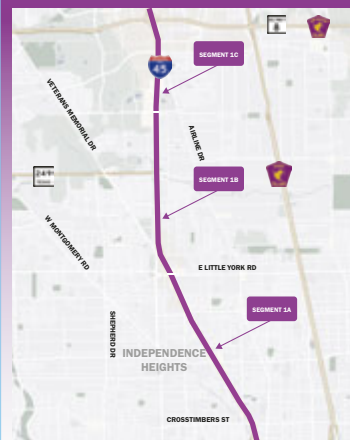 SEGMENT 1C
45
VETERANS MEMORIAL DR
AIRLINE DR
249
SEGMENT 1B
W MONTGOMERY RD
E LITTLE YORK RD
SEGMENT 1A
SHEPHERD DR
INDEPENDENCE
HEIGHTS
CROSSTIMBERS ST